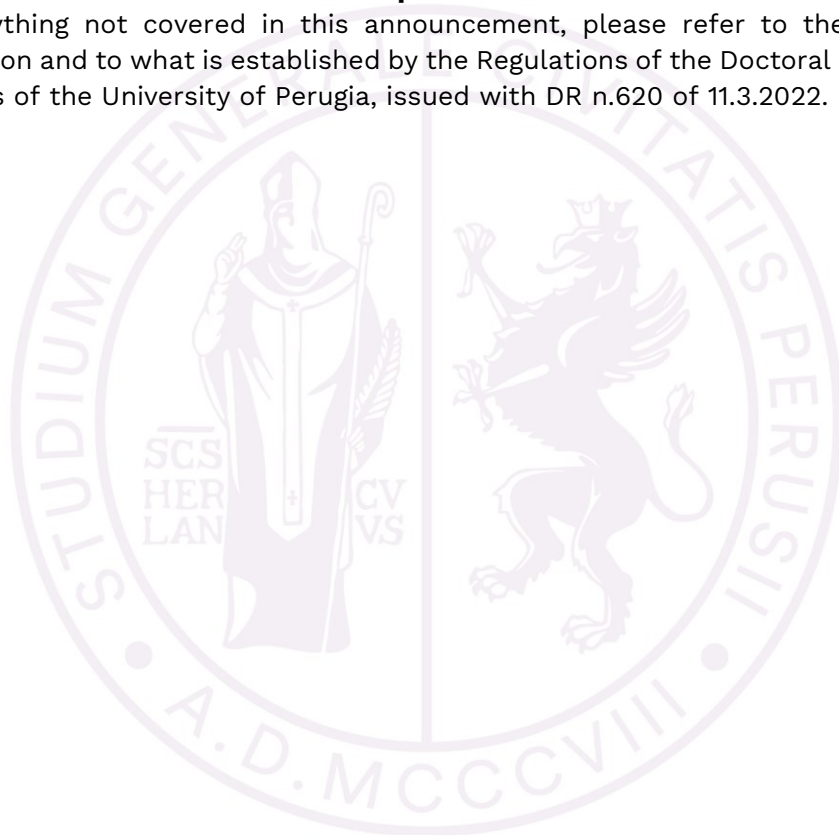 ything not covered in this announcement, please refer to the
on and to what is established by the Regulations of the Doctoral
s of the University of Perugia, issued with DR n.620 of 11.3.2022.
STUDIUM GENERALE CIVITATIS PERUSII
SCS
HER CV
LAN VS
A.D. MCCCVIII